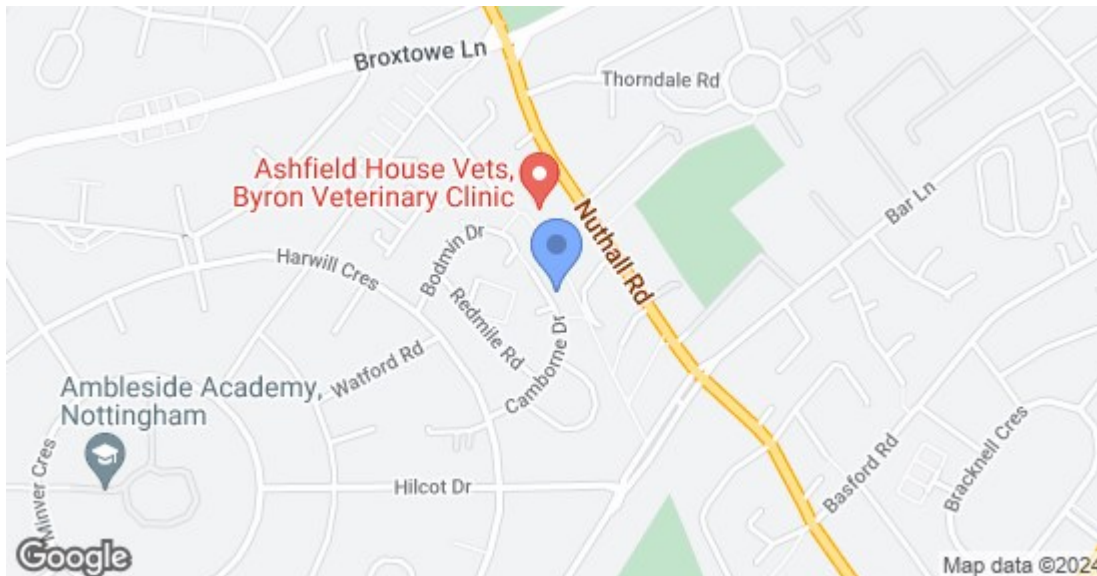 Broxtowe Ln
Thorndale Rd
Ashfield House Vets,
Byron Veterinary Clinic
Bar Ln
Nuthall Rd
Bodmin Dr
Harwill Cres
Redmile Rd
Camborne Dr
Watford Rd
Ambleside Academy,
Nottingham
Minver Cres
Hilcot Dr
Basford Rd
Bracknell Cres
Google
Map data ©2024